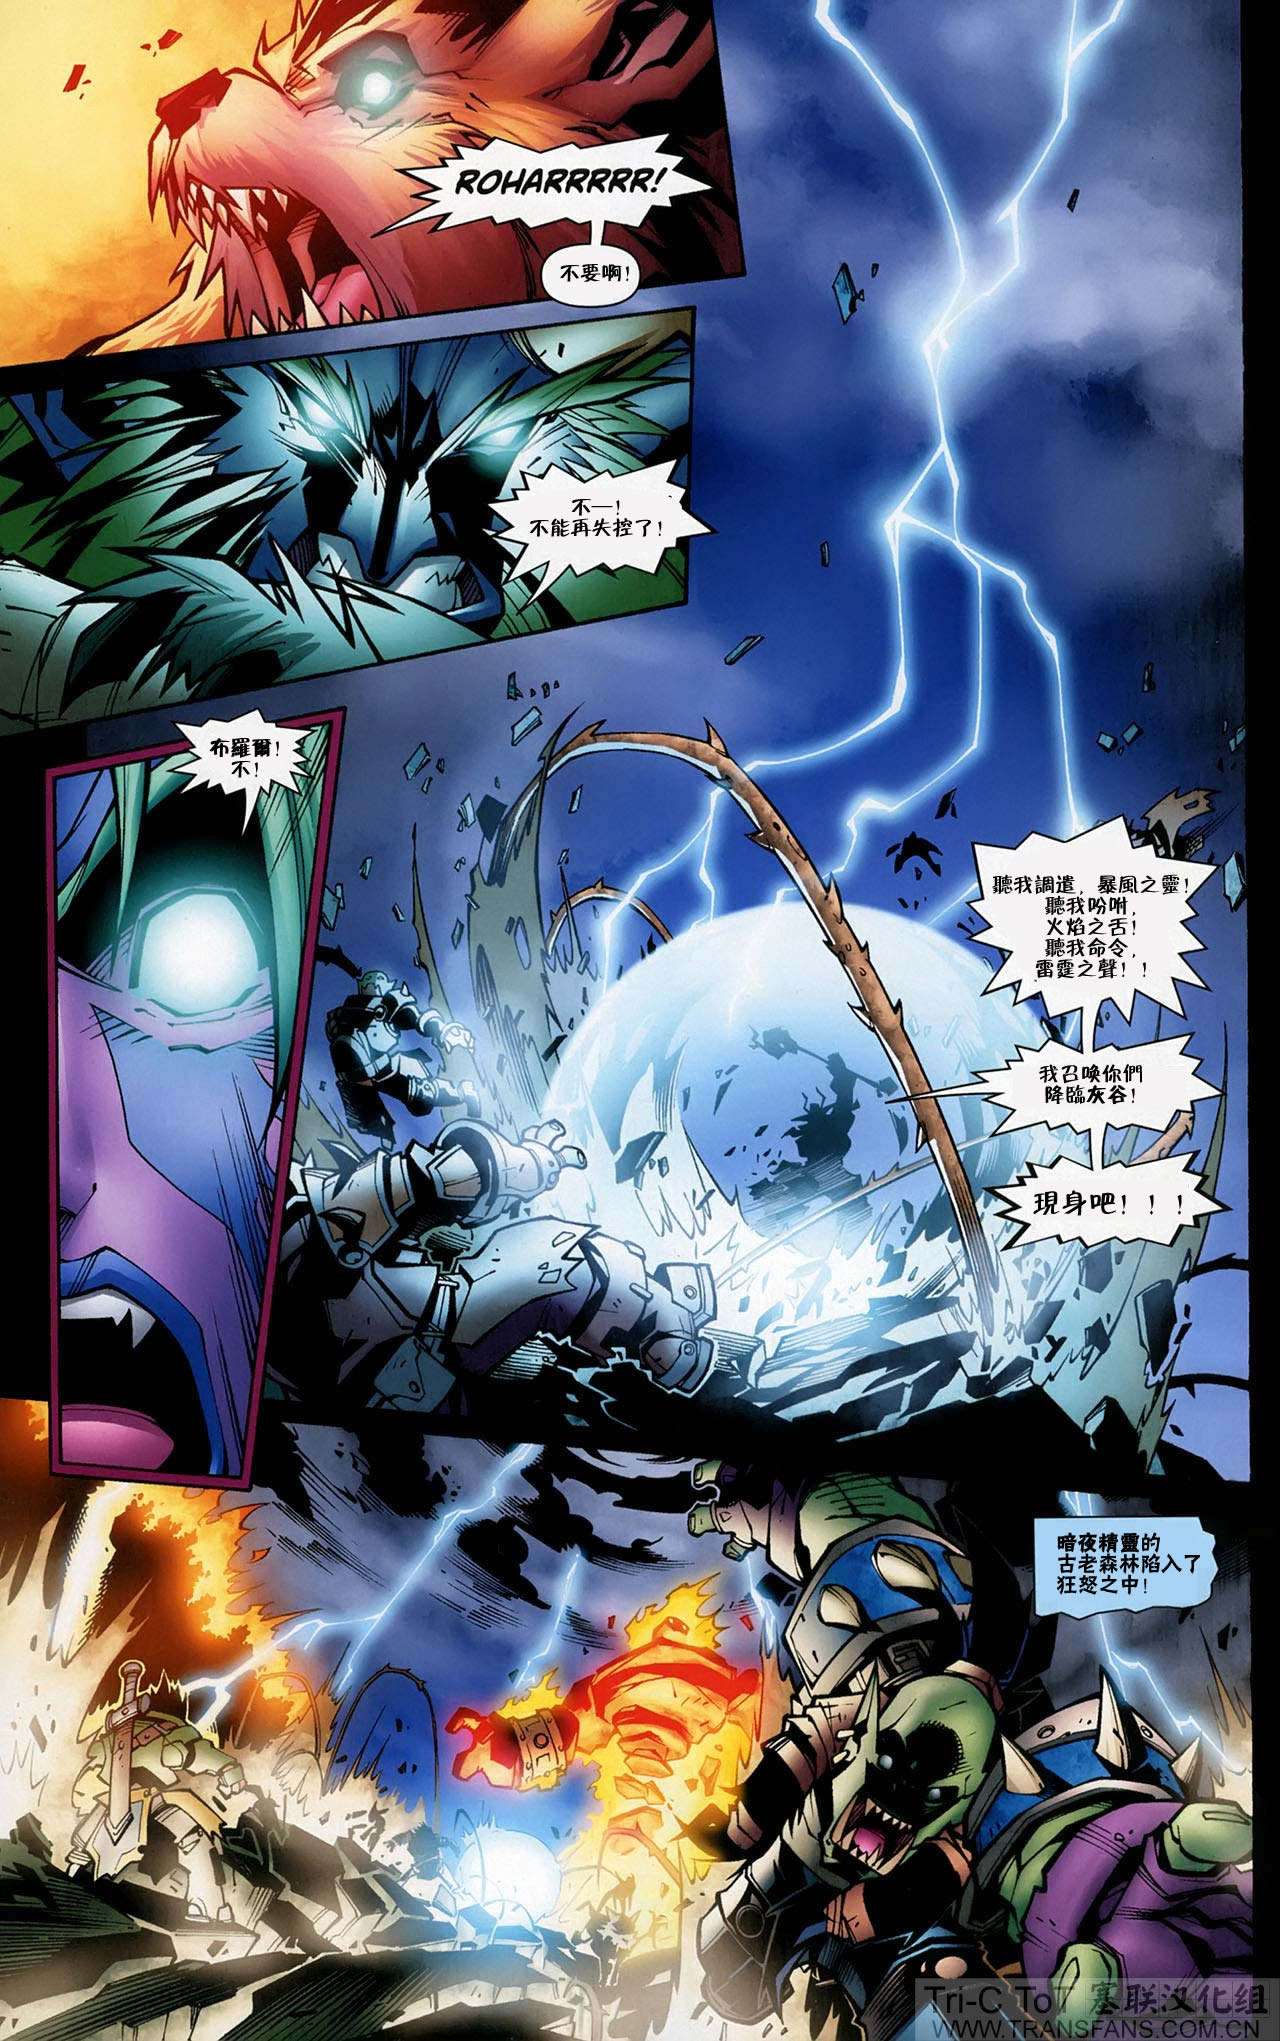 ROHARRRRR!
不要啊!
不—!
不能再失控了!
布羅爾!
不!
聽我調遣, 暴風之靈!
聽我吩咐,
火焰之舌!
聽我命令,
雷霆之聲! !
我召喚你們
降臨灰谷!
現身吧! ! !
暗夜精靈的
古老森林陷入了
狂怒之中!
Tri-C ToT 塞联汉化组
WWW.TRANSFANS.COM.CN